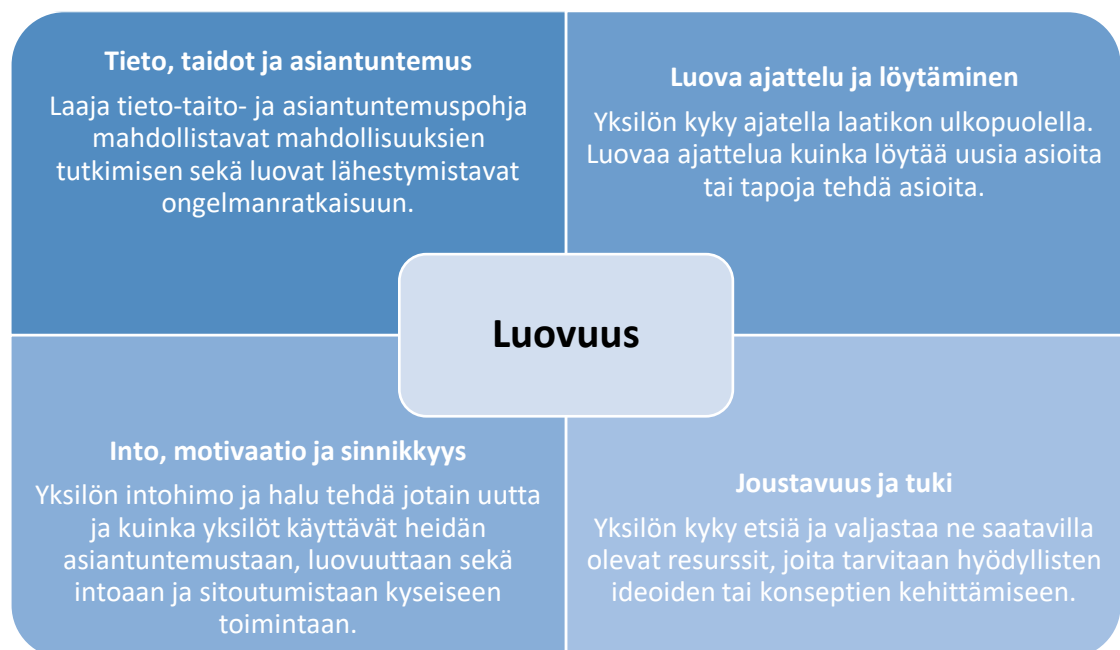 Tieto, taidot ja asiantuntemus
Laaja tieto-taito- ja asiantuntemuspohja
mahdollistavat mahdollisuuksien
tutkimisen sekä luovat lähestymistavat
ongelmanratkaisuun.
Luova ajattelu ja löytäminen
Yksilön kyky ajatella laatikon ulkopuolella.
Luovaa ajattelua kuinka löytää uusia asioita
tai tapoja tehdä asioita.
Luovuus
Into, motivaatio ja sinnikkyys
Yksilön intohimo ja halu tehdä jotain uutta
ja kuinka yksilöt käyttävät heidän
asiantuntemustaan, luovuuttaan sekä
intoaan ja sitoutumistaan kyseiseen
toimintaan.
Joustavuus ja tuki
Yksilön kyky etsiä ja valjastaa ne saatavilla
olevat resurssit, joita tarvitaan hyödyllisten
ideoiden tai konseptien kehittämiseen.